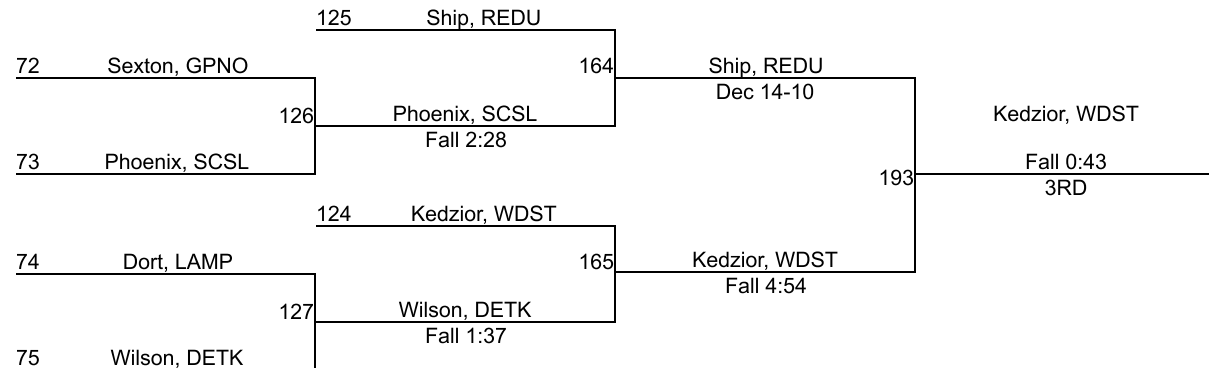 125 Ship, REDU
72 Sexton, GPNO
164 Ship, REDU
Dec 14-10
126 Phoenix, SCSL
Fall 2:28
Kedzior, WDST
73 Phoenix, SCSL
Fall 0:43
193
3RD
124 Kedzior, WDST
74 Dort, LAMP
165 Kedzior, WDST
Fall 4:54
127 Wilson, DETK
Fall 1:37
75 Wilson, DETK